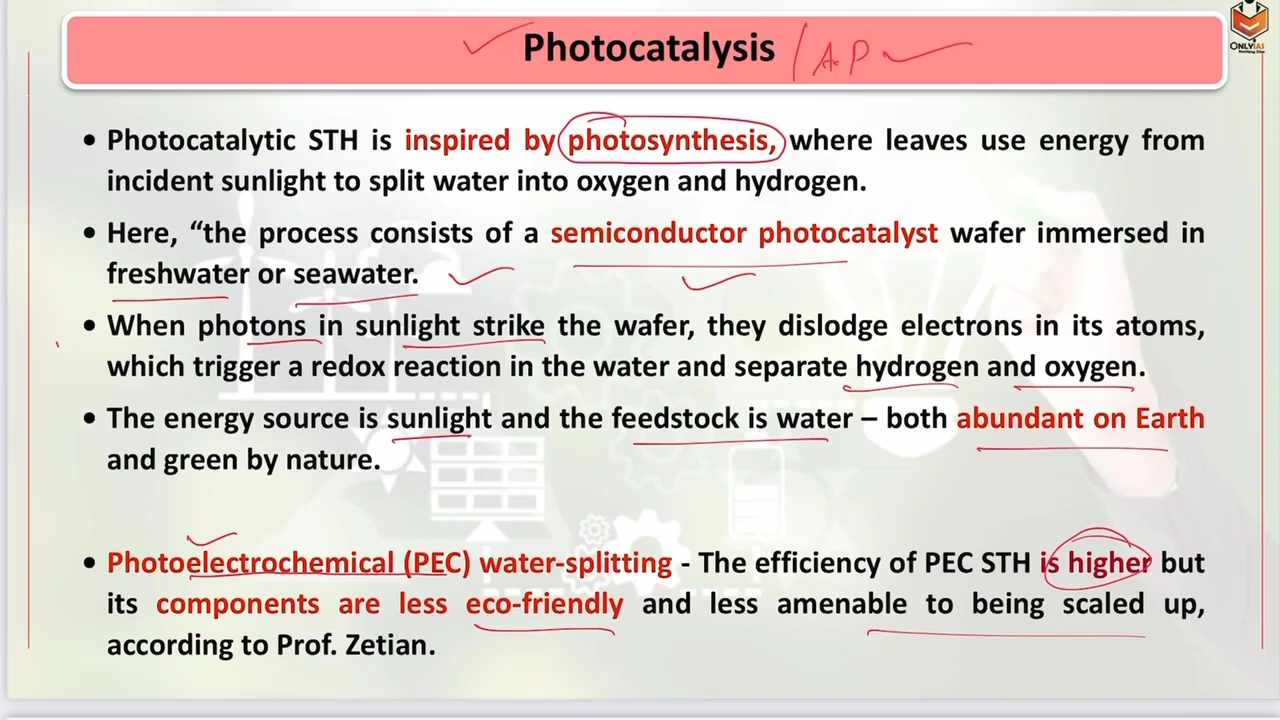 Photocatalysis / A.P
ONLYIAS
• Photocatalytic STH is inspired by photosynthesis, where leaves use energy from
incident sunlight to split water into oxygen and hydrogen.
• Here, “the process consists of a semiconductor photocatalyst wafer immersed in
freshwater or seawater.
• When photons in sunlight strike the wafer, they dislodge electrons in its atoms,
which trigger a redox reaction in the water and separate hydrogen and oxygen.
• The energy source is sunlight and the feedstock is water – both abundant on Earth
and green by nature.
• Photoelectrochemical (PEC) water-splitting - The efficiency of PEC STH is higher but
its components are less eco-friendly and less amenable to being scaled up,
according to Prof. Zetian.